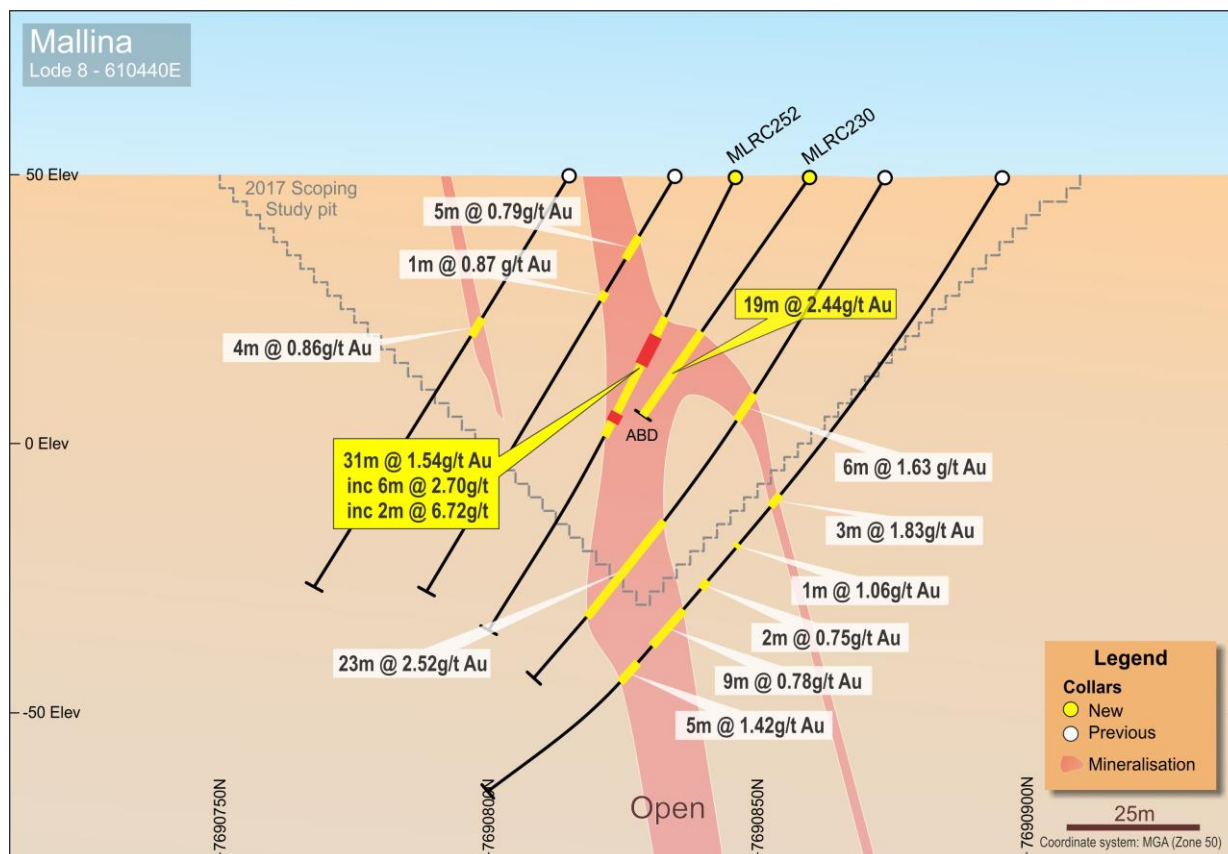 Mallina
Lode 8 - 610440E
MLRC252
MLRC230
50 Elev
2017 Scoping
Study pit
5m @ 0.79g/t Au
1m @ 0.87 g/t Au
19m @ 2.44g/t Au
4m @ 0.86g/t Au
0 Elev
ABD
31m @ 1.54g/t Au
inc 6m @ 2.70g/t
inc 2m @ 6.72g/t
6m @ 1.63 g/t Au
3m @ 1.83g/t Au
1m @ 1.06g/t Au
2m @ 0.75g/t Au
23m @ 2.52g/t Au
9m @ 0.78g/t Au
5m @ 1.42g/t Au
-50 Elev
Legend
Collars
New
Previous
Mineralisation
7690750N
7690800N
Open
7690850N
7690900N
25m
Coordinate system: MGA (Zone 50)